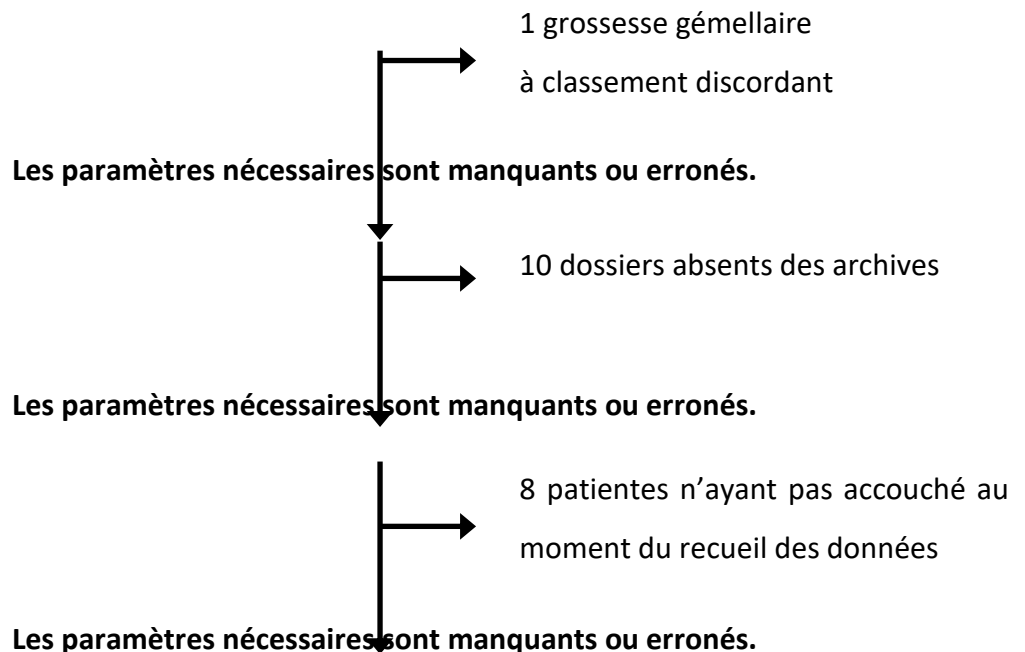 1 grossesse gémellaire
à classement discordant
Les paramètres nécessaires sont manquants ou erronés.
10 dossiers absents des archives
Les paramètres nécessaires sont manquants ou erronés.
8 patientes n’ayant pas accouché au
moment du recueil des données
Les paramètres nécessaires sont manquants ou erronés.